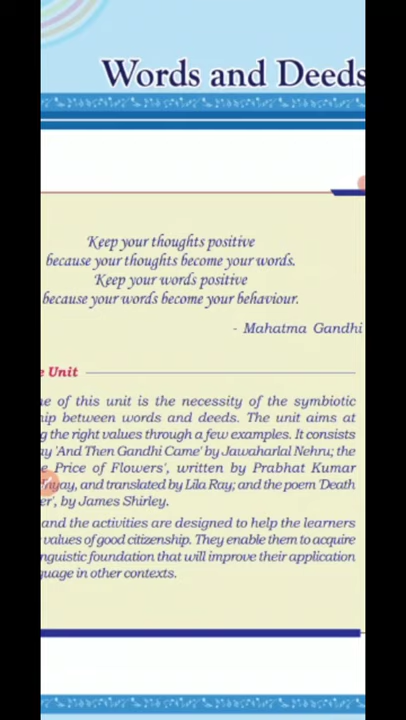 Words and Deeds
Keep your thoughts positive
because your thoughts become your words.
Keep your words positive
because your words become your behaviour.
- Mahatma Gandhi
Unit
of this unit is the necessity of the symbiotic
between words and deeds. The unit aims at
the right values through a few examples. It consists
'And Then Gandhi Came' by Jawaharlal Nehru; the
Price of Flowers', written by Prabhat Kumar
and translated by Lila Ray; and the poem 'Death
by James Shirley.
and the activities are designed to help the learners
values of good citizenship. They enable them to acquire
foundation that will improve their application
in other contexts.